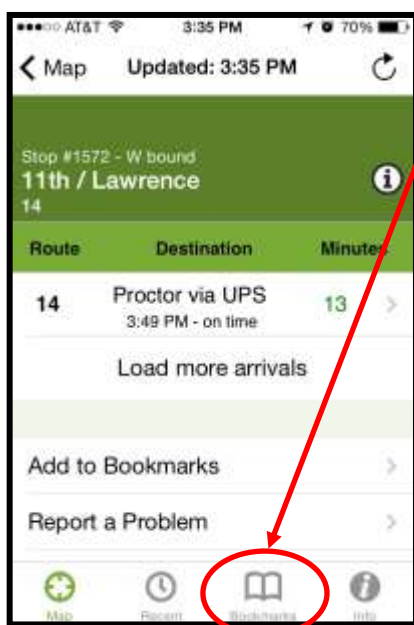 ●●●○○ AT&T 3:35 PM 70%
Map Updated: 3:35 PM
Stop #1572 - W bound
11th / Lawrence
14
Route Destination Minutes
14 Proctor via UPS 13
3:49 PM - on time
Load more arrivals
Add to Bookmarks
Report a Problem
Map Recent Bookmarks Info